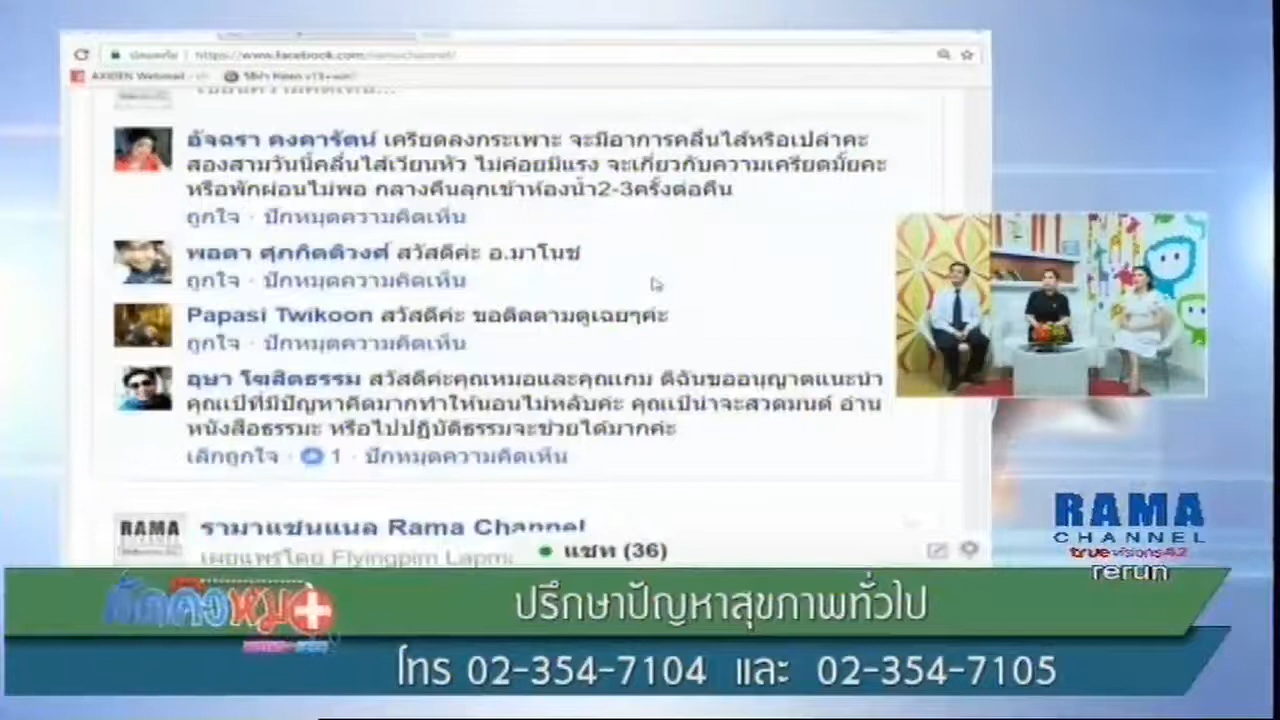 https://www.facebook.com/ramachannel/
อัจฉรา คงคารัตน์ เครียดลงกระเพาะ จะมีอาการคลื่นไส้หรือเปล่าคะ
สองสามวันนี้คลื่นไส้เวียนหัว ไม่ค่อยมีแรง จะเกี่ยวกับความเครียดมั้ยคะ
หรือพักผ่อนไม่พอ กลางคืนลุกเข้าห้องน้ำ2-3ครั้งต่อคืน
ถูกใจ · ปักหมุดความคิดเห็น
พอดา ศุภกิตติวงศ์ สวัสดีค่ะ อ.มาโนช
ถูกใจ · ปักหมุดความคิดเห็น
Papasi Twikoon สวัสดีค่ะ ขอติดตามดูเฉยๆค่ะ
ถูกใจ · ปักหมุดความคิดเห็น
อุษา โฆสิตธรรม สวัสดีค่ะคุณหมอและคุณเกม ดิฉันขออนุญาตแนะนำ
คุณเป้ที่มีปัญหาคิดมากทำให้นอนไม่หลับค่ะ คุณเป้น่าจะสวดมนต์ อ่าน
หนังสือธรรมะ หรือไปปฏิบัติธรรมจะช่วยได้มากค่ะ
เลิกถูกใจ · 1 · ปักหมุดความคิดเห็น
RAMA
รามาแชนแนล Rama Channel
เผยแพร่โดย Flyingpim
แชท (36)
RAMA
CHANNEL
true visions 42
rerun
คิวหมอ
ปรึกษาปัญหาสุขภาพทั่วไป
โทร 02-354-7104 และ 02-354-7105